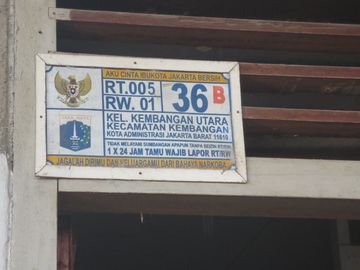 AKU CINTA IBUKOTA JAKARTA BERSIH
RT.005
RW. 01
36 B
KEL. KEMBANGAN UTARA
KECAMATAN KEMBANGAN
KOTA ADMINISTRASI JAKARTA BARAT 11610
TIDAK MELAYANI SUMBANGAN APAPUN TANPA SEIZIN RT/RW
1 X 24 JAM TAMU WAJIB LAPOR RT/RW
JAGALAH DIRIMU DAN KELUARGAMU DARI BAHAYA NARKOBA